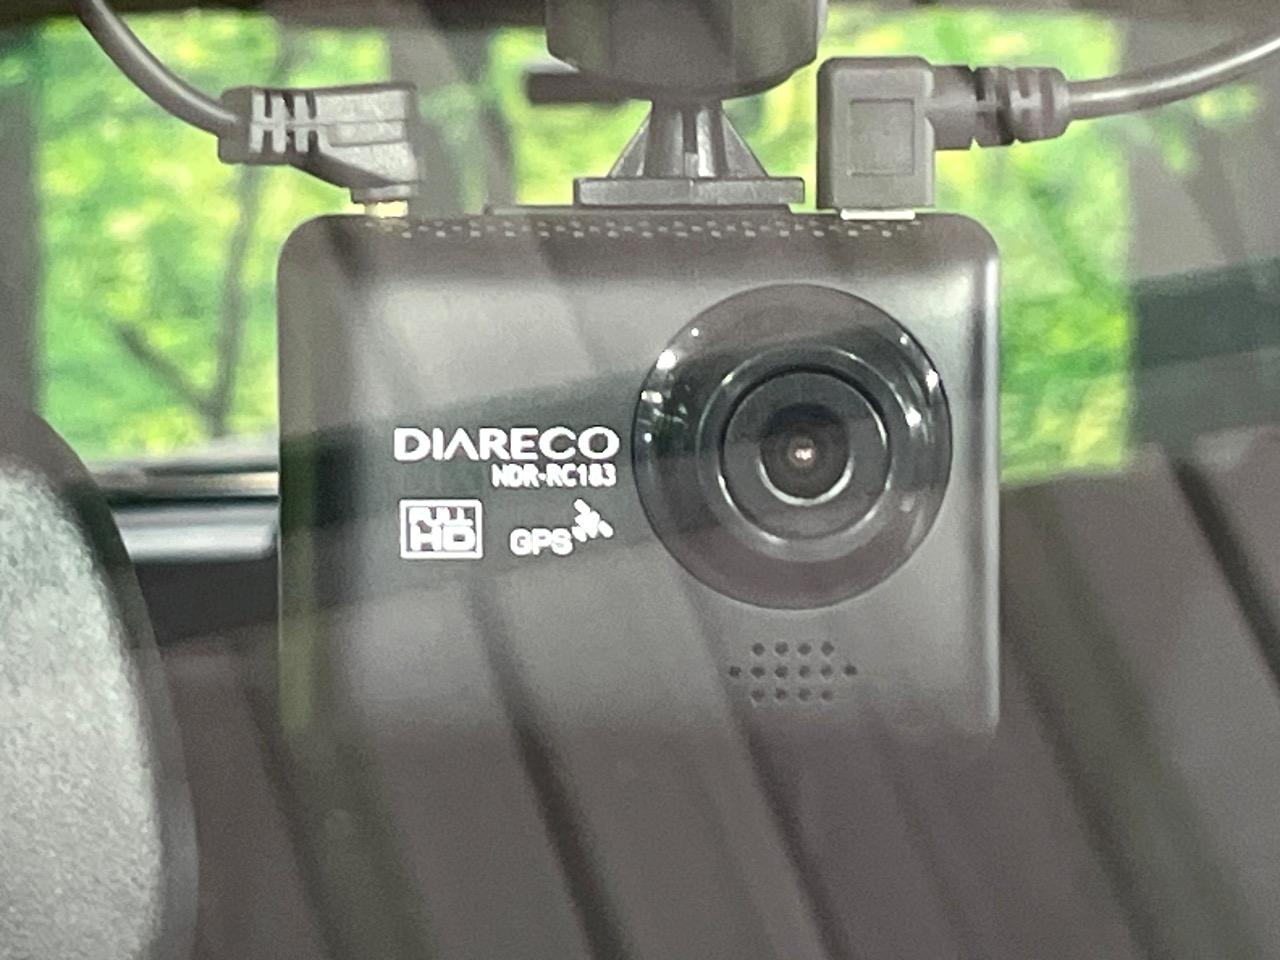 DIARECO
NDR-RC183
FULL
HD
GPS